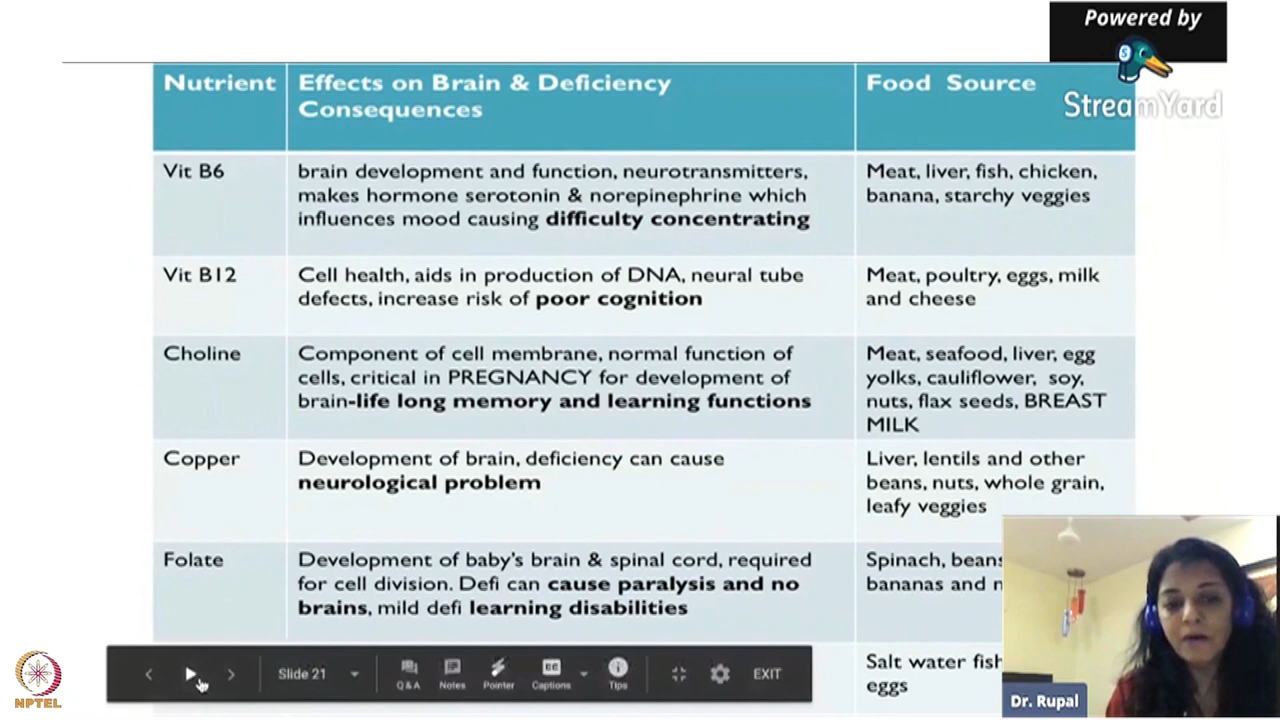 Powered by
StreamYard
Nutrient
Effects on Brain & Deficiency
Consequences
Food Source
Vit B6
brain development and function, neurotransmitters,
makes hormone serotonin & norepinephrine which
influences mood causing difficulty concentrating
Meat, liver, fish, chicken,
banana, starchy veggies
Vit B12
Cell health, aids in production of DNA, neural tube
defects, increase risk of poor cognition
Meat, poultry, eggs, milk
and cheese
Choline
Component of cell membrane, normal function of
cells, critical in PREGNANCY for development of
brain-life long memory and learning functions
Meat, seafood, liver, egg
yolks, cauliflower, soy,
nuts, flax seeds, BREAST
MILK
Copper
Development of brain, deficiency can cause
neurological problem
Liver, lentils and other
beans, nuts, whole grain,
leafy veggies
Folate
Development of baby's brain & spinal cord, required
for cell division. Defi can cause paralysis and no
brains, mild defi learning disabilities
Spinach, beans
bananas and
Salt water fish
eggs
Slide 21
Q&A
Notes
Pointer
Captions
Tips
EXIT
NPTEL
Dr. Rupal